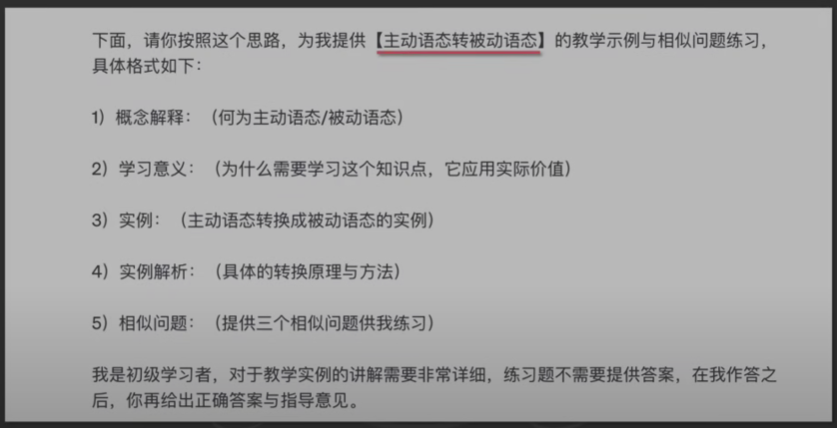 下面，请你按照这个思路，为我提供【主动语态转被动语态】的教学示例与相似问题练习，
具体格式如下：
1）概念解释：（何为主动语态/被动语态）
2）学习意义：（为什么需要学习这个知识点，它应用实际价值）
3）实例：（主动语态转换成被动语态的实例）
4）实例解析：（具体的转换原理与方法）
5）相似问题：（提供三个相似问题供我练习）
我是初级学习者，对于教学实例的讲解需要非常详细，练习题不需要提供答案，在我作答之
后，你再给出正确答案与指导意见。